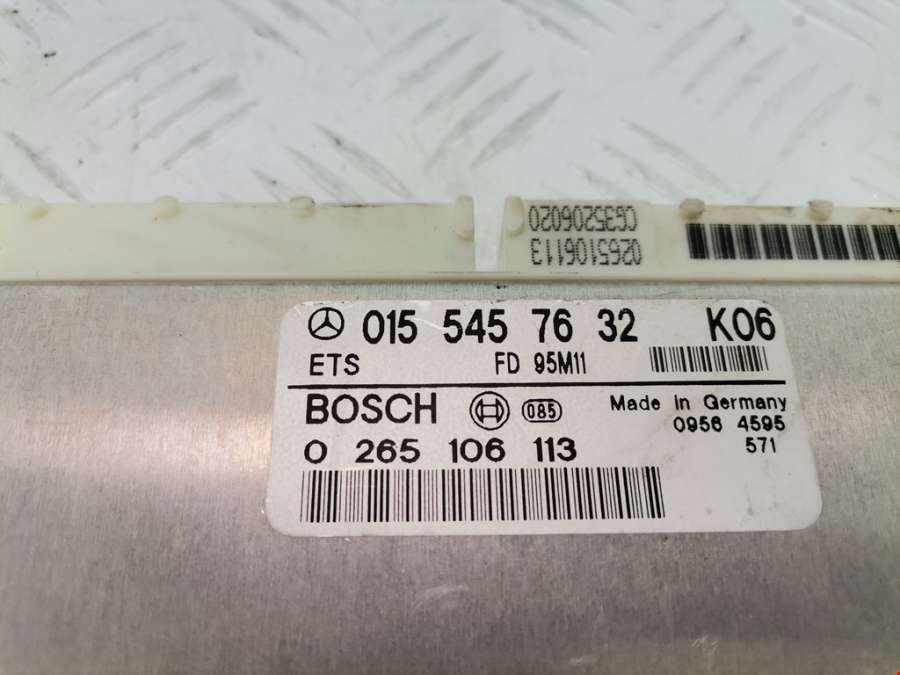 CG35206020
0265106113
015 545 76 32 K06
ETS FD 95M11
BOSCH 085 Made in Germany
0956 4595
0 265 106 113 571